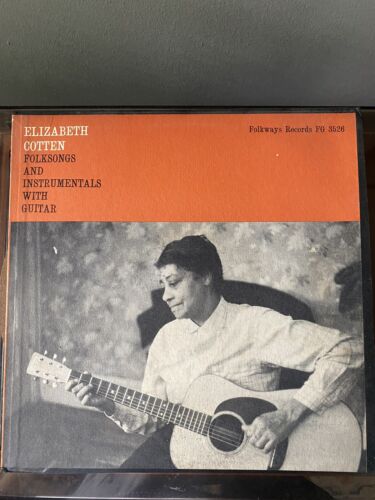 ELIZABETH
COTTEN
FOLKSONGS
AND
INSTRUMENTALS
WITH
GUITAR
Folkways Records FG 3526